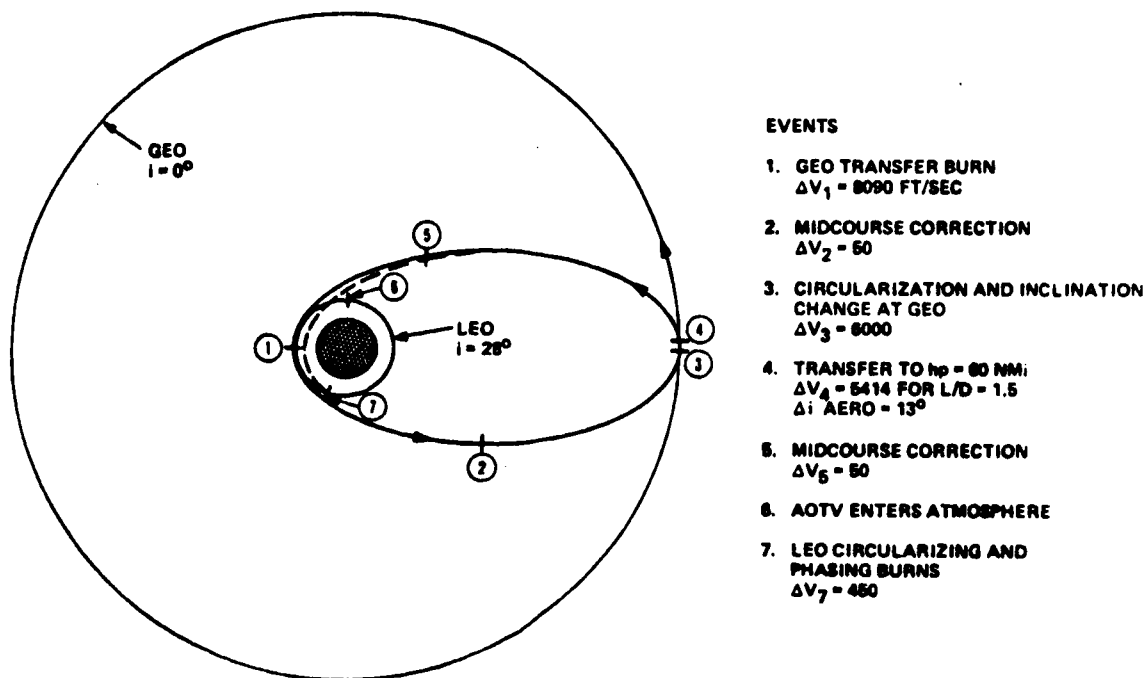 GEO
i = 0°
5
6
LEO
i = 28°
1
4
3
7
2
EVENTS
1. GEO TRANSFER BURN
ΔV1 = 8090 FT/SEC
2. MIDCOURSE CORRECTION
ΔV2 = 50
3. CIRCULARIZATION AND INCLINATION
CHANGE AT GEO
ΔV3 = 6000
4. TRANSFER TO hp = 60 NMi
ΔV4 = 5414 FOR L/D = 1.5
Δi AERO = 13°
5. MIDCOURSE CORRECTION
ΔV5 = 50
6. AOTV ENTERS ATMOSPHERE
7. LEO CIRCULARIZING AND
PHASING BURNS
ΔV7 = 450